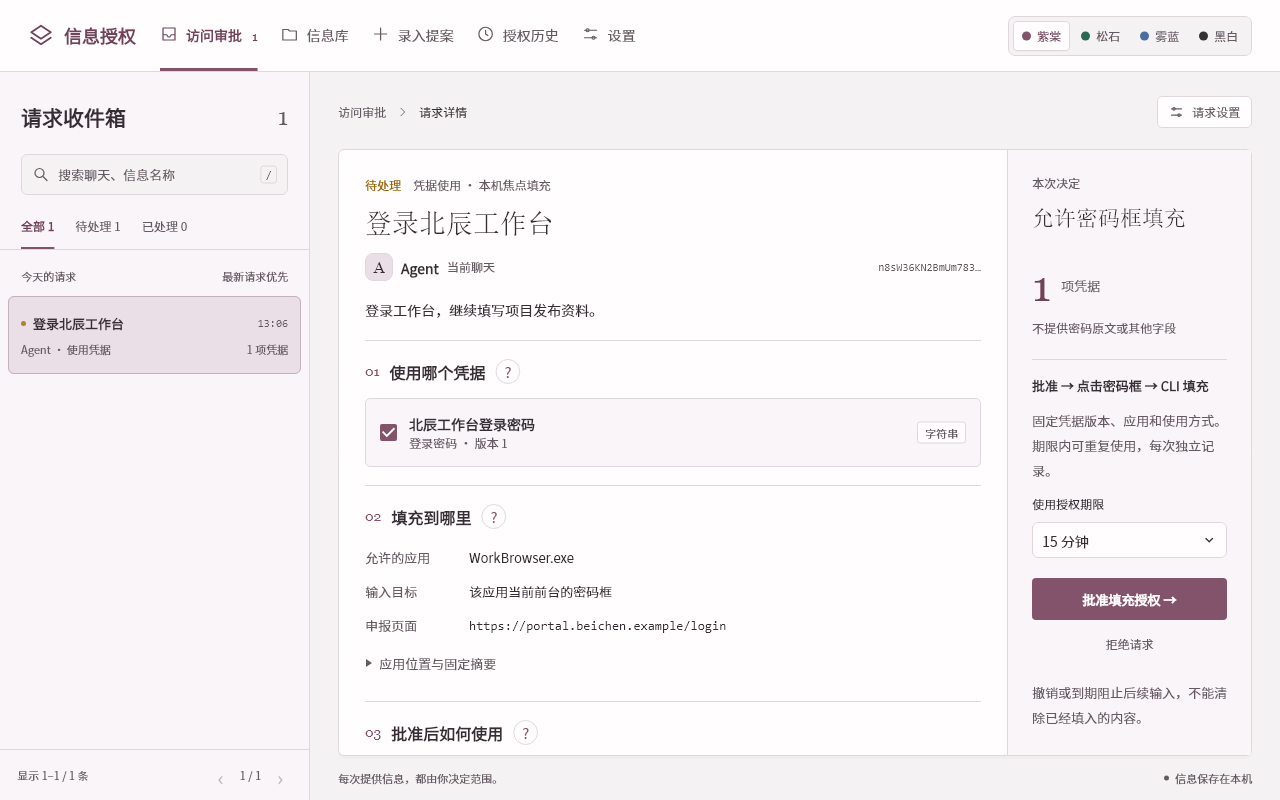 信息授权
访问审批 1
信息库
录入提案
授权历史
设置
紫棠
松石
雾蓝
黑白
请求收件箱
1
搜索聊天、信息名称
/
全部 1
待处理 1
已处理 0
今天的请求
最新请求优先
登录北辰工作台
13:06
Agent · 使用凭据
1 项凭据
显示 1–1 / 1 条
‹ 1 / 1 ›
访问审批 > 请求详情
请求设置
待处理 凭据使用 · 本机焦点填充
登录北辰工作台
A Agent 当前聊天
n8sW36KN2BmUm783…
登录工作台，继续填写项目发布资料。
01 使用哪个凭据 ?
北辰工作台登录密码
登录密码 · 版本 1
字符串
02 填充到哪里 ?
允许的应用 WorkBrowser.exe
输入目标 该应用当前前台的密码框
申报页面 https://portal.beichen.example/login
应用位置与固定摘要
03 批准后如何使用 ?
本次决定
允许密码框填充
1 项凭据
不提供密码原文或其他字段
批准 → 点击密码框 → CLI 填充
固定凭据版本、应用和使用方式。
期限内可重复使用，每次独立记
录。
使用授权期限
15 分钟
批准填充授权 →
拒绝请求
撤销或到期阻止后续输入，不能清
除已经填入的内容。
每次提供信息，都由你决定范围。
信息保存在本机